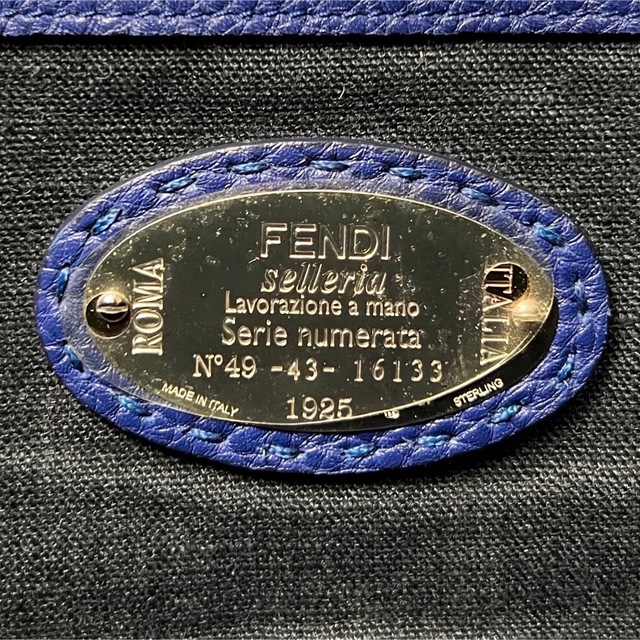 FENDI
selleria
Lavorazione a mano
Serie numerata
N°49 -43- 16133
1925
ROMA
ITALIA
MADE IN ITALY
STERLING